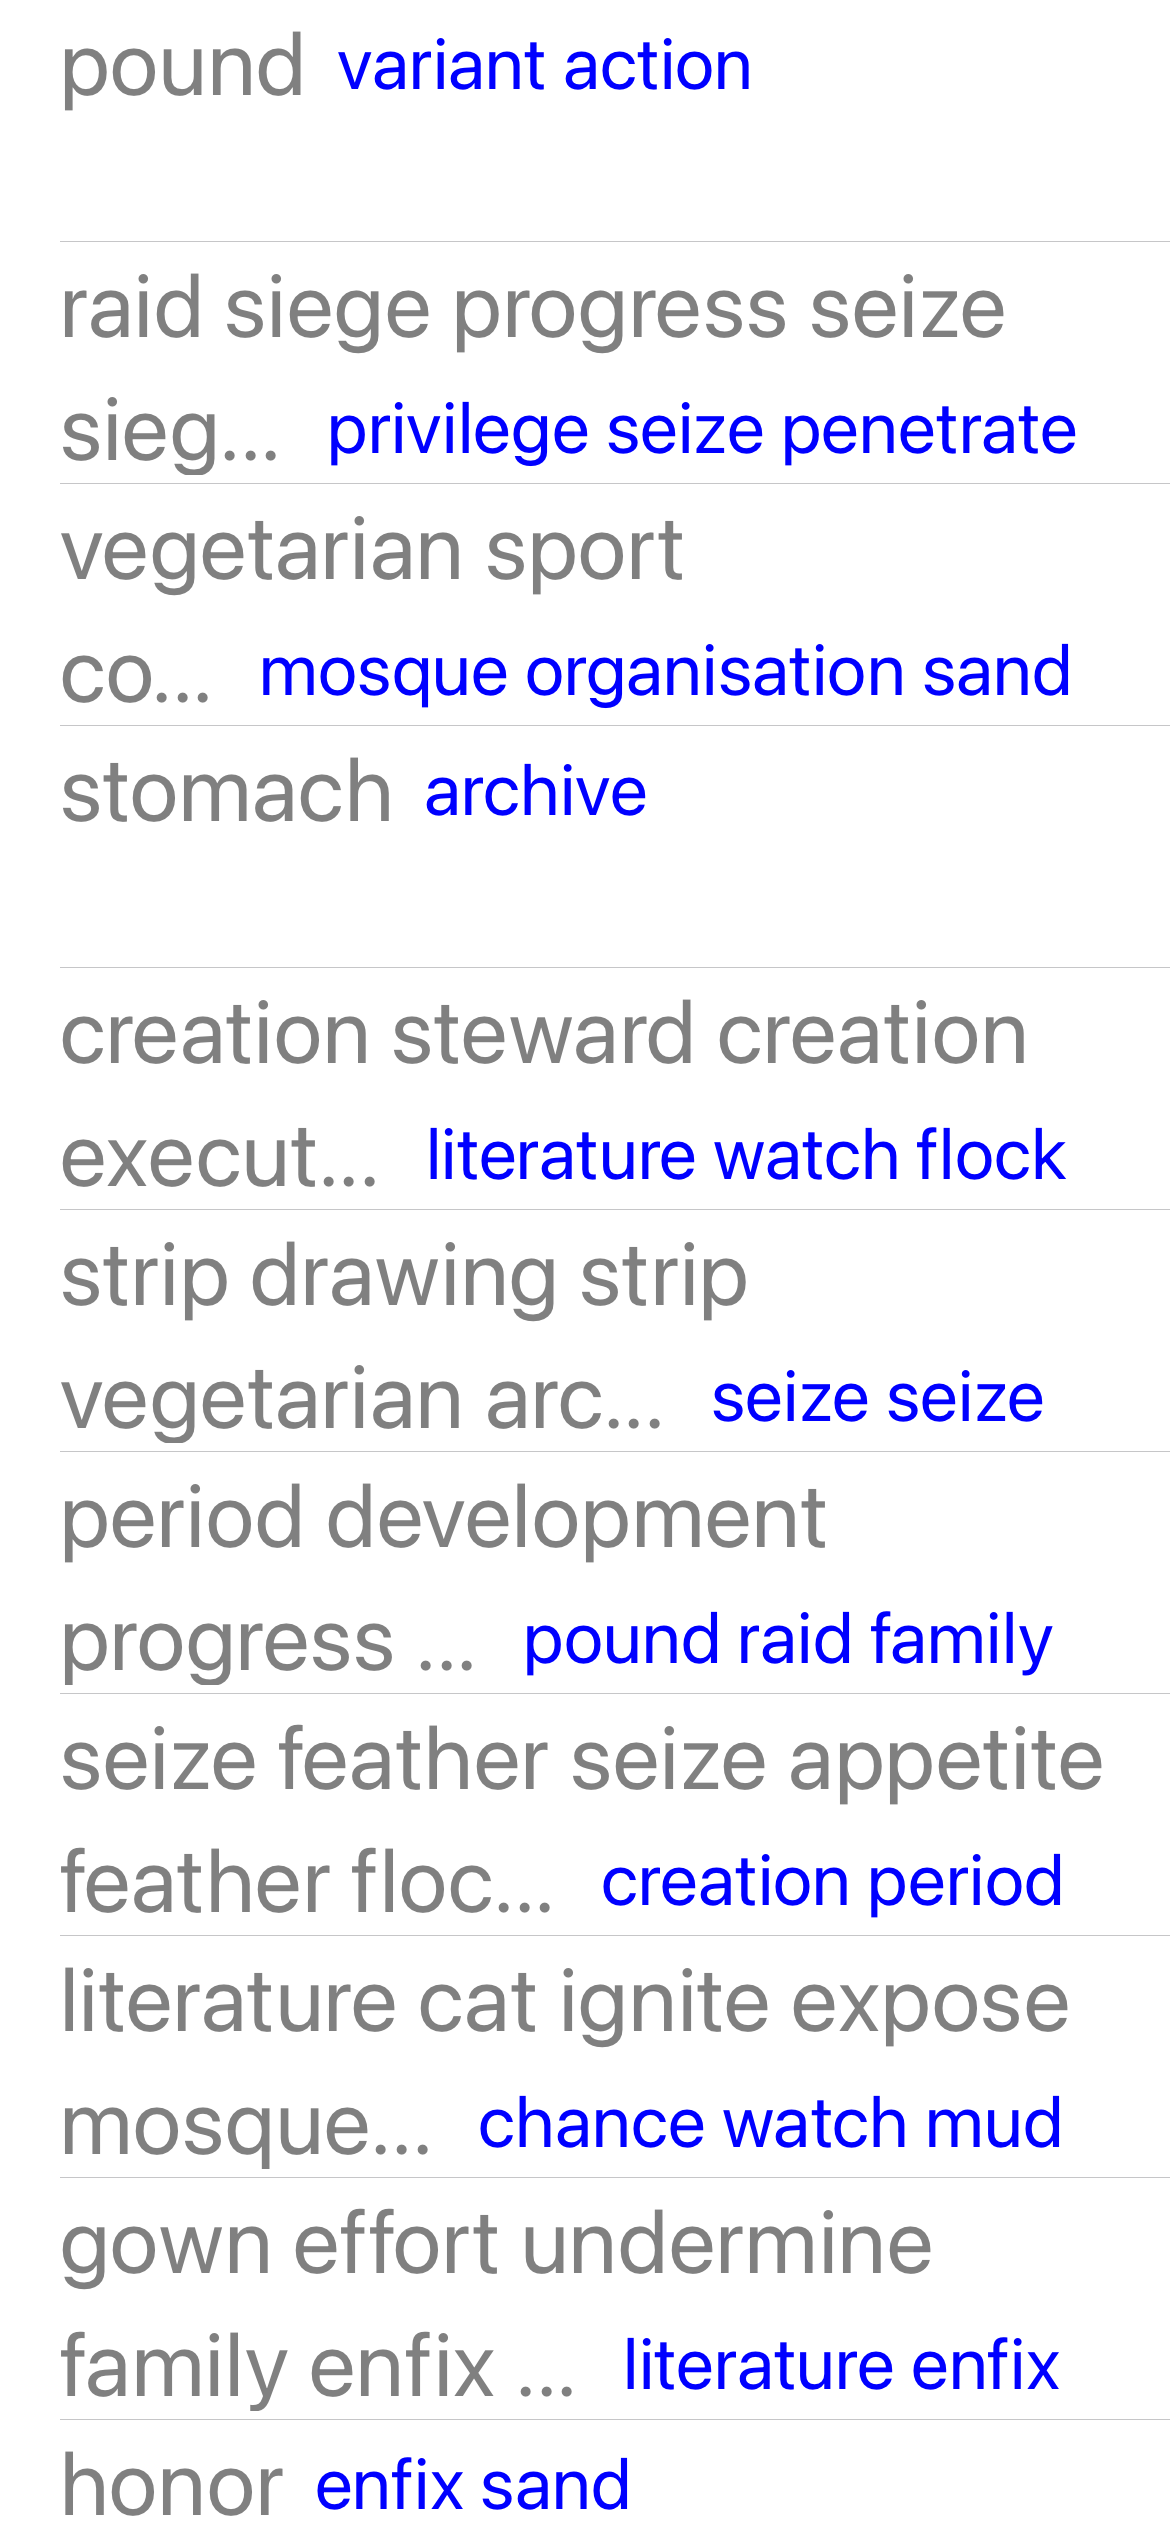 pound variant action
raid siege progress seize
sieg... privilege seize penetrate
vegetarian sport
co... mosque organisation sand
stomach archive
creation steward creation
execut... literature watch flock
strip drawing strip
vegetarian arc... seize seize
period development
progress ... pound raid family
seize feather seize appetite
feather floc... creation period
literature cat ignite expose
mosque... chance watch mud
gown effort undermine
family enfix ... literature enfix
honor enfix sand